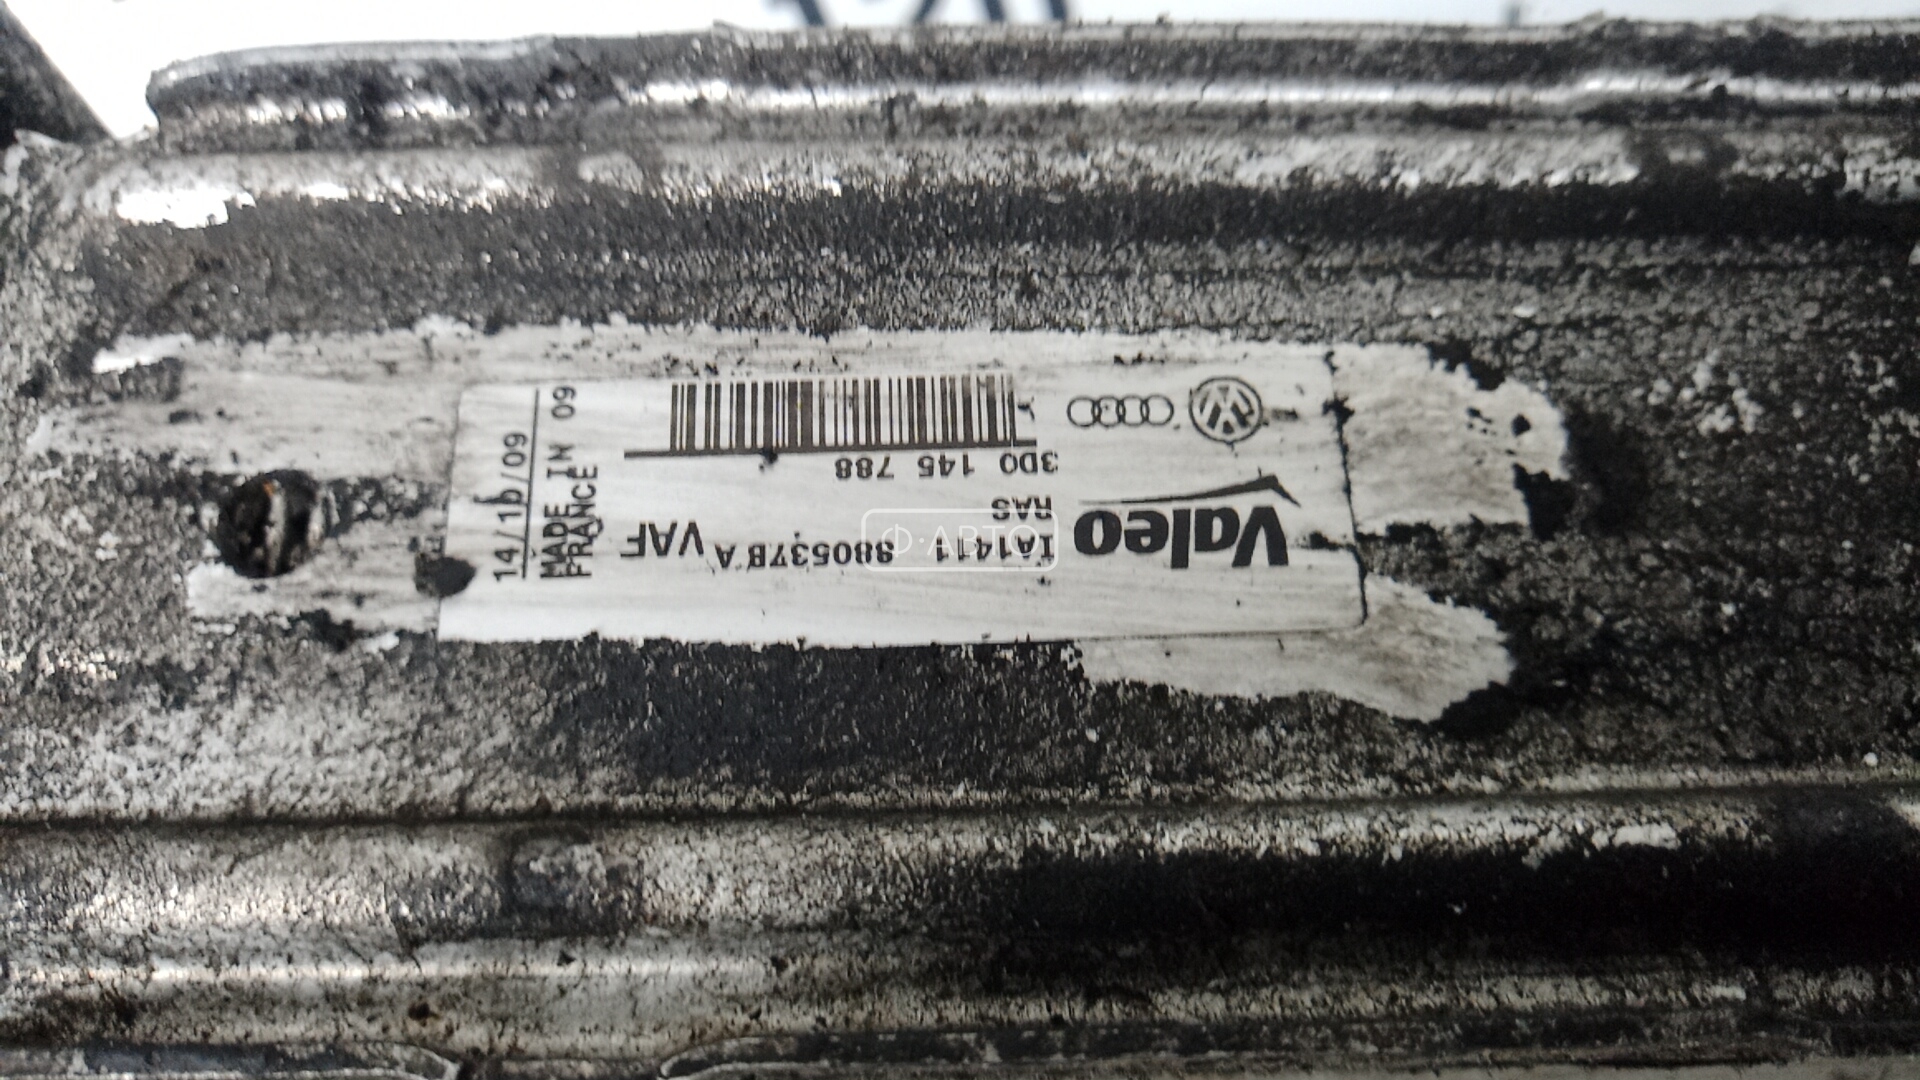 Valeo
3D0 145 788
RAS
IA1411
880537B A VAF
MADE IN 09
FRANCE
14/10/09
Ф·АВТО